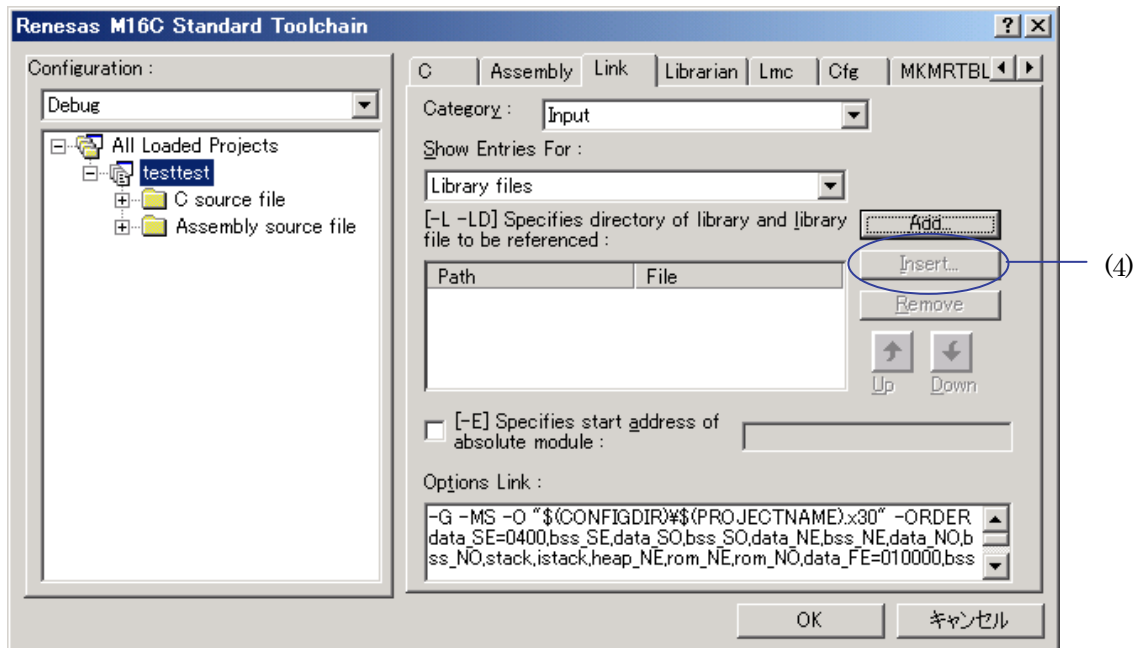 Renesas M16C Standard Toolchain
Configuration :
Debug
All Loaded Projects
testtest
C source file
Assembly source file
C
Assembly
Link
Librarian
Lmc
Cfg
MKMRTBL
Category :
Input
Show Entries For :
Library files
[-L -LD] Specifies directory of library and library
file to be referenced :
Add...
Insert...
Remove
Path
File
Up
Down
(4)
[-E] Specifies start address of
absolute module :
Options Link :
-G -MS -O "$(CONFIGDIR)¥$(PROJECTNAME).x30" -ORDER
data_SE=0400,bss_SE,data_SO,bss_SO,data_NE,bss_NE,data_NO,b
ss_NO,stack,istack,heap_NE,rom_NE,rom_NO,data_FE=010000,bss
OK
キャンセル